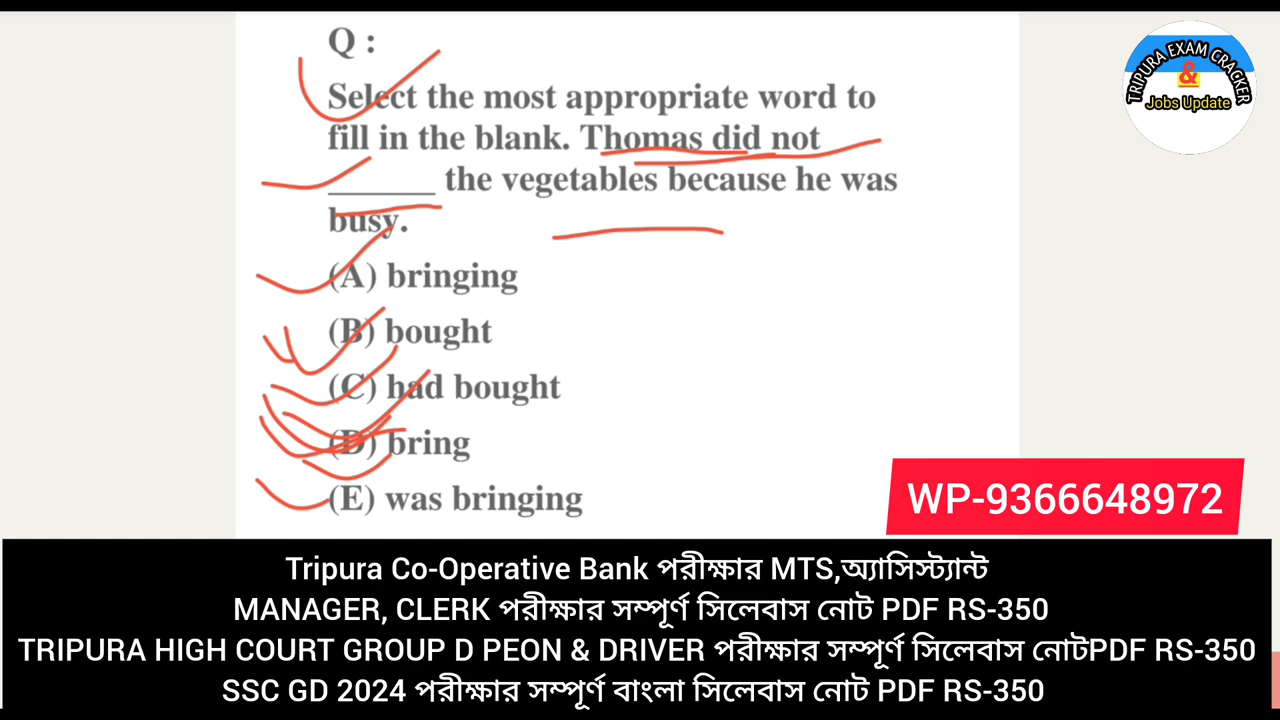 Q :
Select the most appropriate word to
fill in the blank. Thomas did not
______ the vegetables because he was
busy.
(A) bringing
(B) bought
(C) had bought
(D) bring
(E) was bringing
TRIPURA EXAM CRACKER
&
Jobs Update
WP-9366648972
Tripura Co-Operative Bank পরীক্ষার MTS,অ্যাসিস্ট্যান্ট
MANAGER, CLERK পরীক্ষার সম্পূর্ণ সিলেবাস নোট PDF RS-350
TRIPURA HIGH COURT GROUP D PEON & DRIVER পরীক্ষার সম্পূর্ণ সিলেবাস নোটPDF RS-350
SSC GD 2024 পরীক্ষার সম্পূর্ণ বাংলা সিলেবাস নোট PDF RS-350